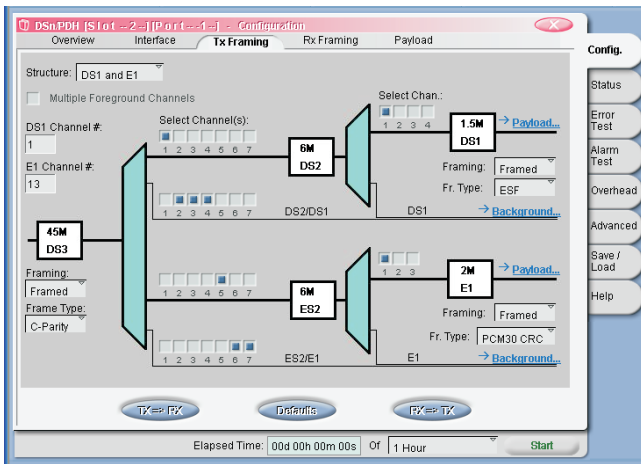 DSn/PDH [Slot--2--][Port--1--] - Configuration
Overview Interface Tx Framing Rx Framing Payload
Config.
Status
Error Test
Alarm Test
Overhead
Advanced
Save / Load
Help
Structure: DS1 and E1
Multiple Foreground Channels
DS1 Channel #:
1
E1 Channel #:
13
Select Channel(s):
1 2 3 4 5 6 7
6M
DS2
Select Chan.:
1 2 3 4
1.5M
DS1
Payload...
Framing: Framed
Fr. Type: ESF
1 2 3 4 5 6 7
DS2/DS1
DS1
Background...
45M
DS3
Framing:
Framed
Frame Type:
C-Parity
1 2 3 4 5 6 7
6M
ES2
1 2 3
2M
E1
Payload...
Framing: Framed
Fr. Type: PCM30 CRC
1 2 3 4 5 6 7
ES2/E1
E1
Background...
TX=> RX Defaults RX=> TX
Elapsed Time: 00d 00h 00m 00s Of 1 Hour Start